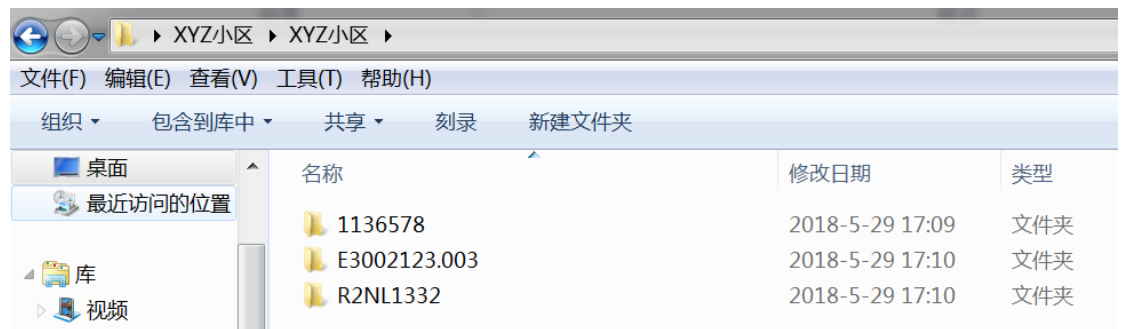 XYZ小区 XYZ小区
文件(F) 编辑(E) 查看(V) 工具(T) 帮助(H)
组织 包含到库中 共享 刻录 新建文件夹
桌面
最近访问的位置
库
视频
名称 修改日期 类型
1136578 2018-5-29 17:09 文件夹
E3002123.003 2018-5-29 17:10 文件夹
R2NL1332 2018-5-29 17:10 文件夹